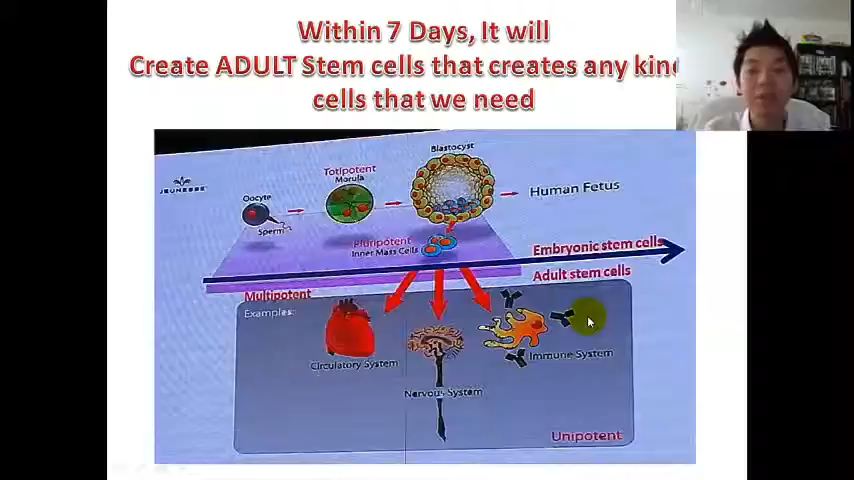 Within 7 Days, It will
Create ADULT Stem cells that creates any kind
cells that we need
Blastocyst
Totipotent
Morula
JEUNESSE
Oocyte
Human Fetus
Sperm
Pluripotent
Inner Mass Cells
Embryonic stem cells
Adult stem cells
Multipotent
Examples:
Circulatory System
Immune System
Nervous System
Unipotent